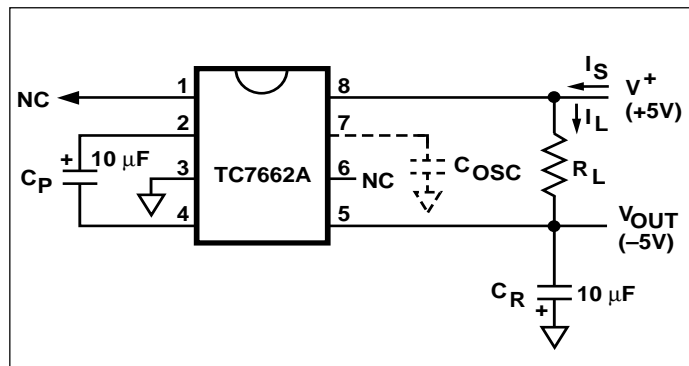 NC
1
2
3
4
8
7
6
5
TC7662A
C_P
+
10 µF
NC
C_OSC
I_S
V⁺
(+5V)
I_L
R_L
V_OUT
(–5V)
C_R
+
10 µF